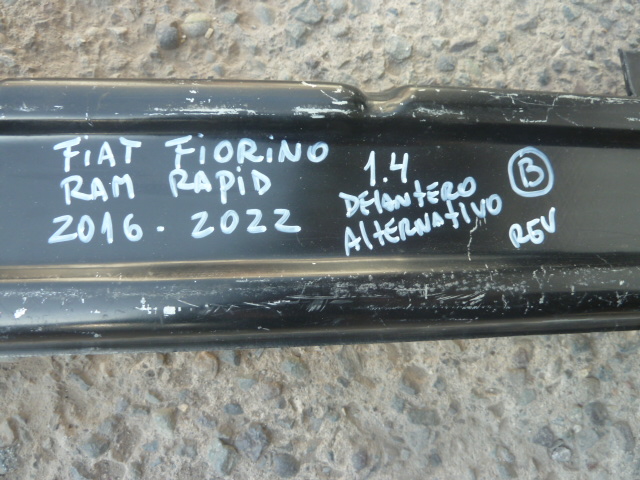 FIAT FIORINO
RAM RAPID
2016 - 2022
1.4
DELANTERO
AlTERNATIVO
B
REV